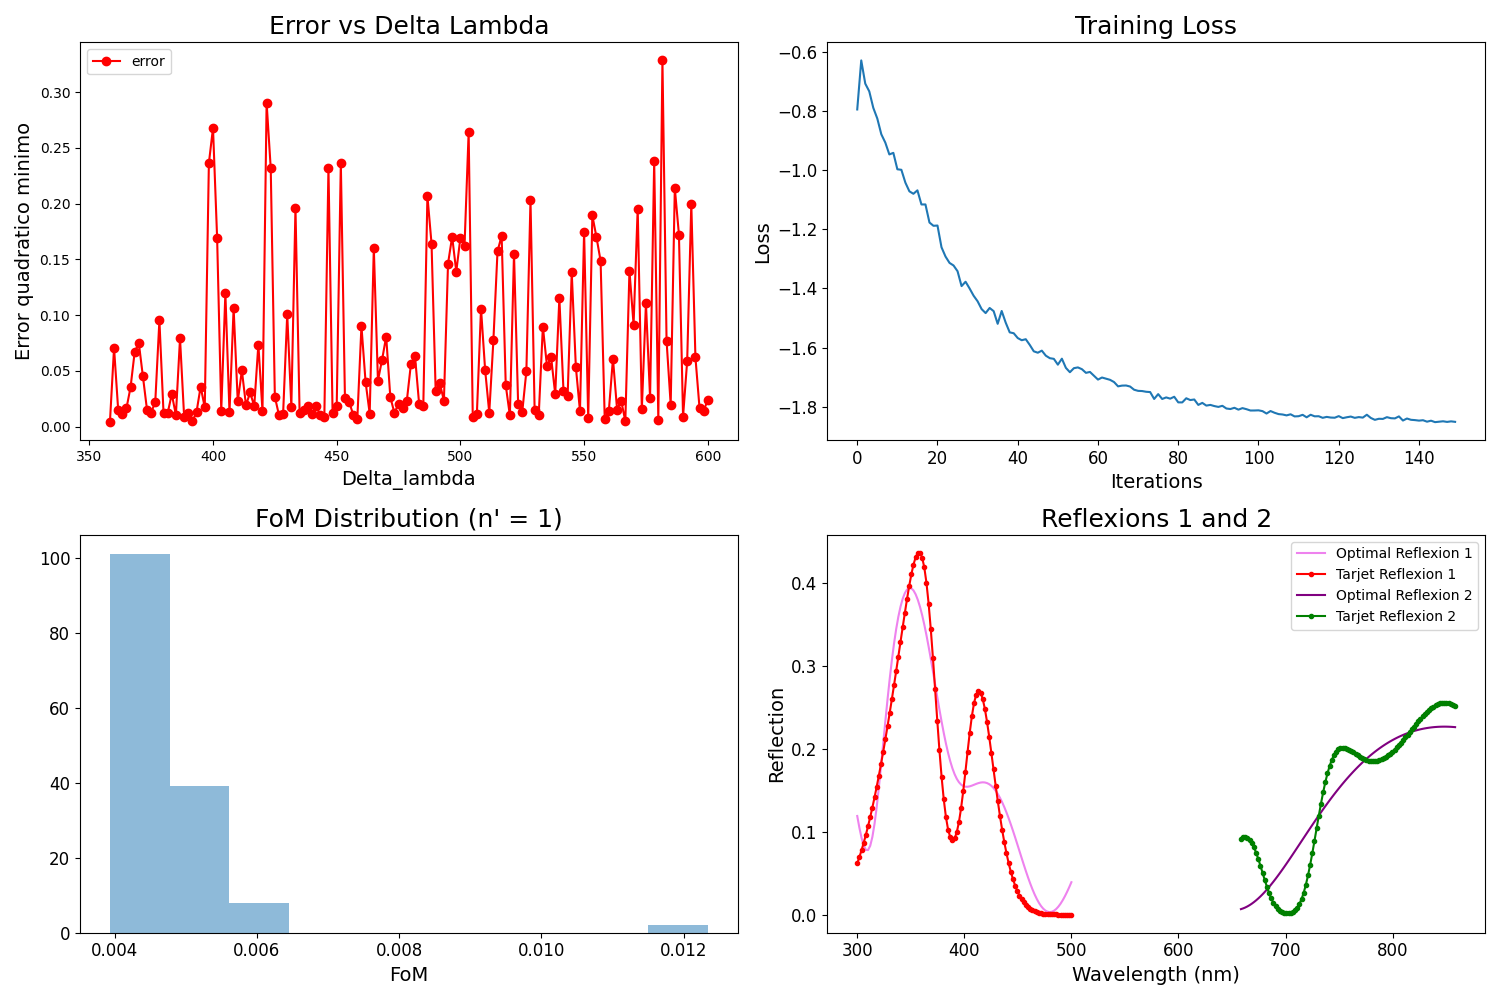 Error vs Delta Lambda
error
0.30
0.25
0.20
0.15
0.10
0.05
0.00
Error quadratico minimo
350 400 450 500 550 600
Delta_lambda
Training Loss
−0.6
−0.8
−1.0
−1.2
−1.4
−1.6
−1.8
Loss
0 20 40 60 80 100 120 140
Iterations
FoM Distribution (n' = 1)
100
80
60
40
20
0
0.004 0.006 0.008 0.010 0.012
FoM
Reflexions 1 and 2
Optimal Reflexion 1
Tarjet Reflexion 1
Optimal Reflexion 2
Tarjet Reflexion 2
0.4
0.3
0.2
0.1
0.0
Reflection
300 400 500 600 700 800
Wavelength (nm)